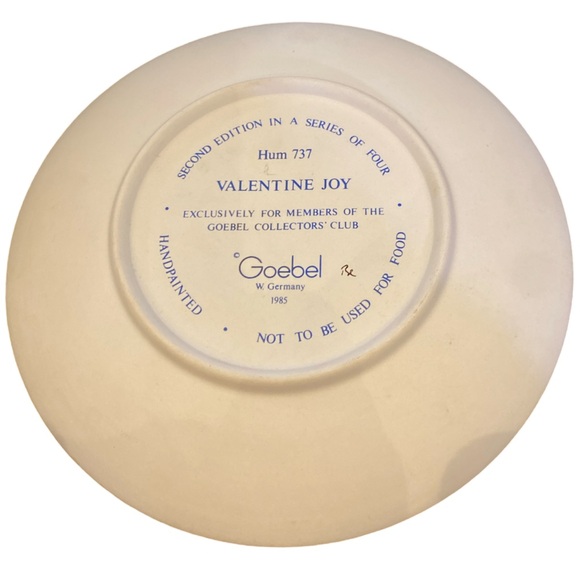 SECOND EDITION IN A SERIES OF FOUR
Hum 737
VALENTINE JOY
EXCLUSIVELY FOR MEMBERS OF THE
GOEBEL COLLECTORS' CLUB
© Goebel
W. Germany
1985
HANDPAINTED
NOT TO BE USED FOR FOOD